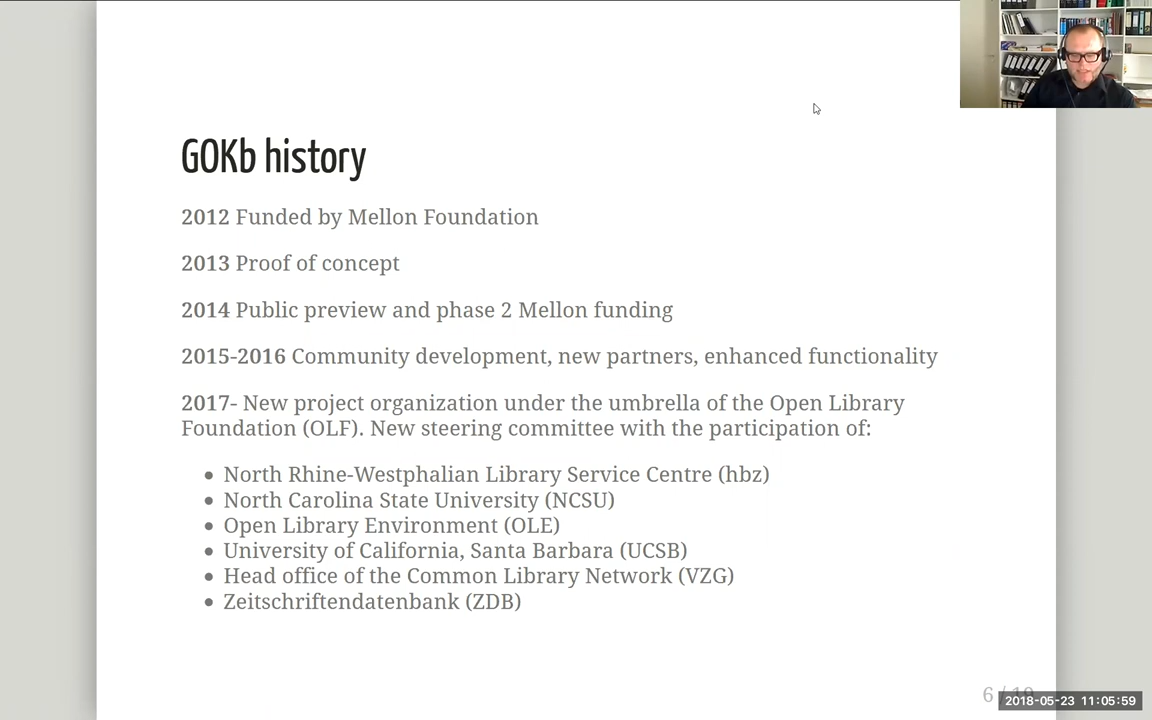 GOKb history
2012 Funded by Mellon Foundation
2013 Proof of concept
2014 Public preview and phase 2 Mellon funding
2015-2016 Community development, new partners, enhanced functionality
2017- New project organization under the umbrella of the Open Library
Foundation (OLF). New steering committee with the participation of:
• North Rhine-Westphalian Library Service Centre (hbz)
• North Carolina State University (NCSU)
• Open Library Environment (OLE)
• University of California, Santa Barbara (UCSB)
• Head office of the Common Library Network (VZG)
• Zeitschriftendatenbank (ZDB)
6 /
2018-05-23 11:05:59